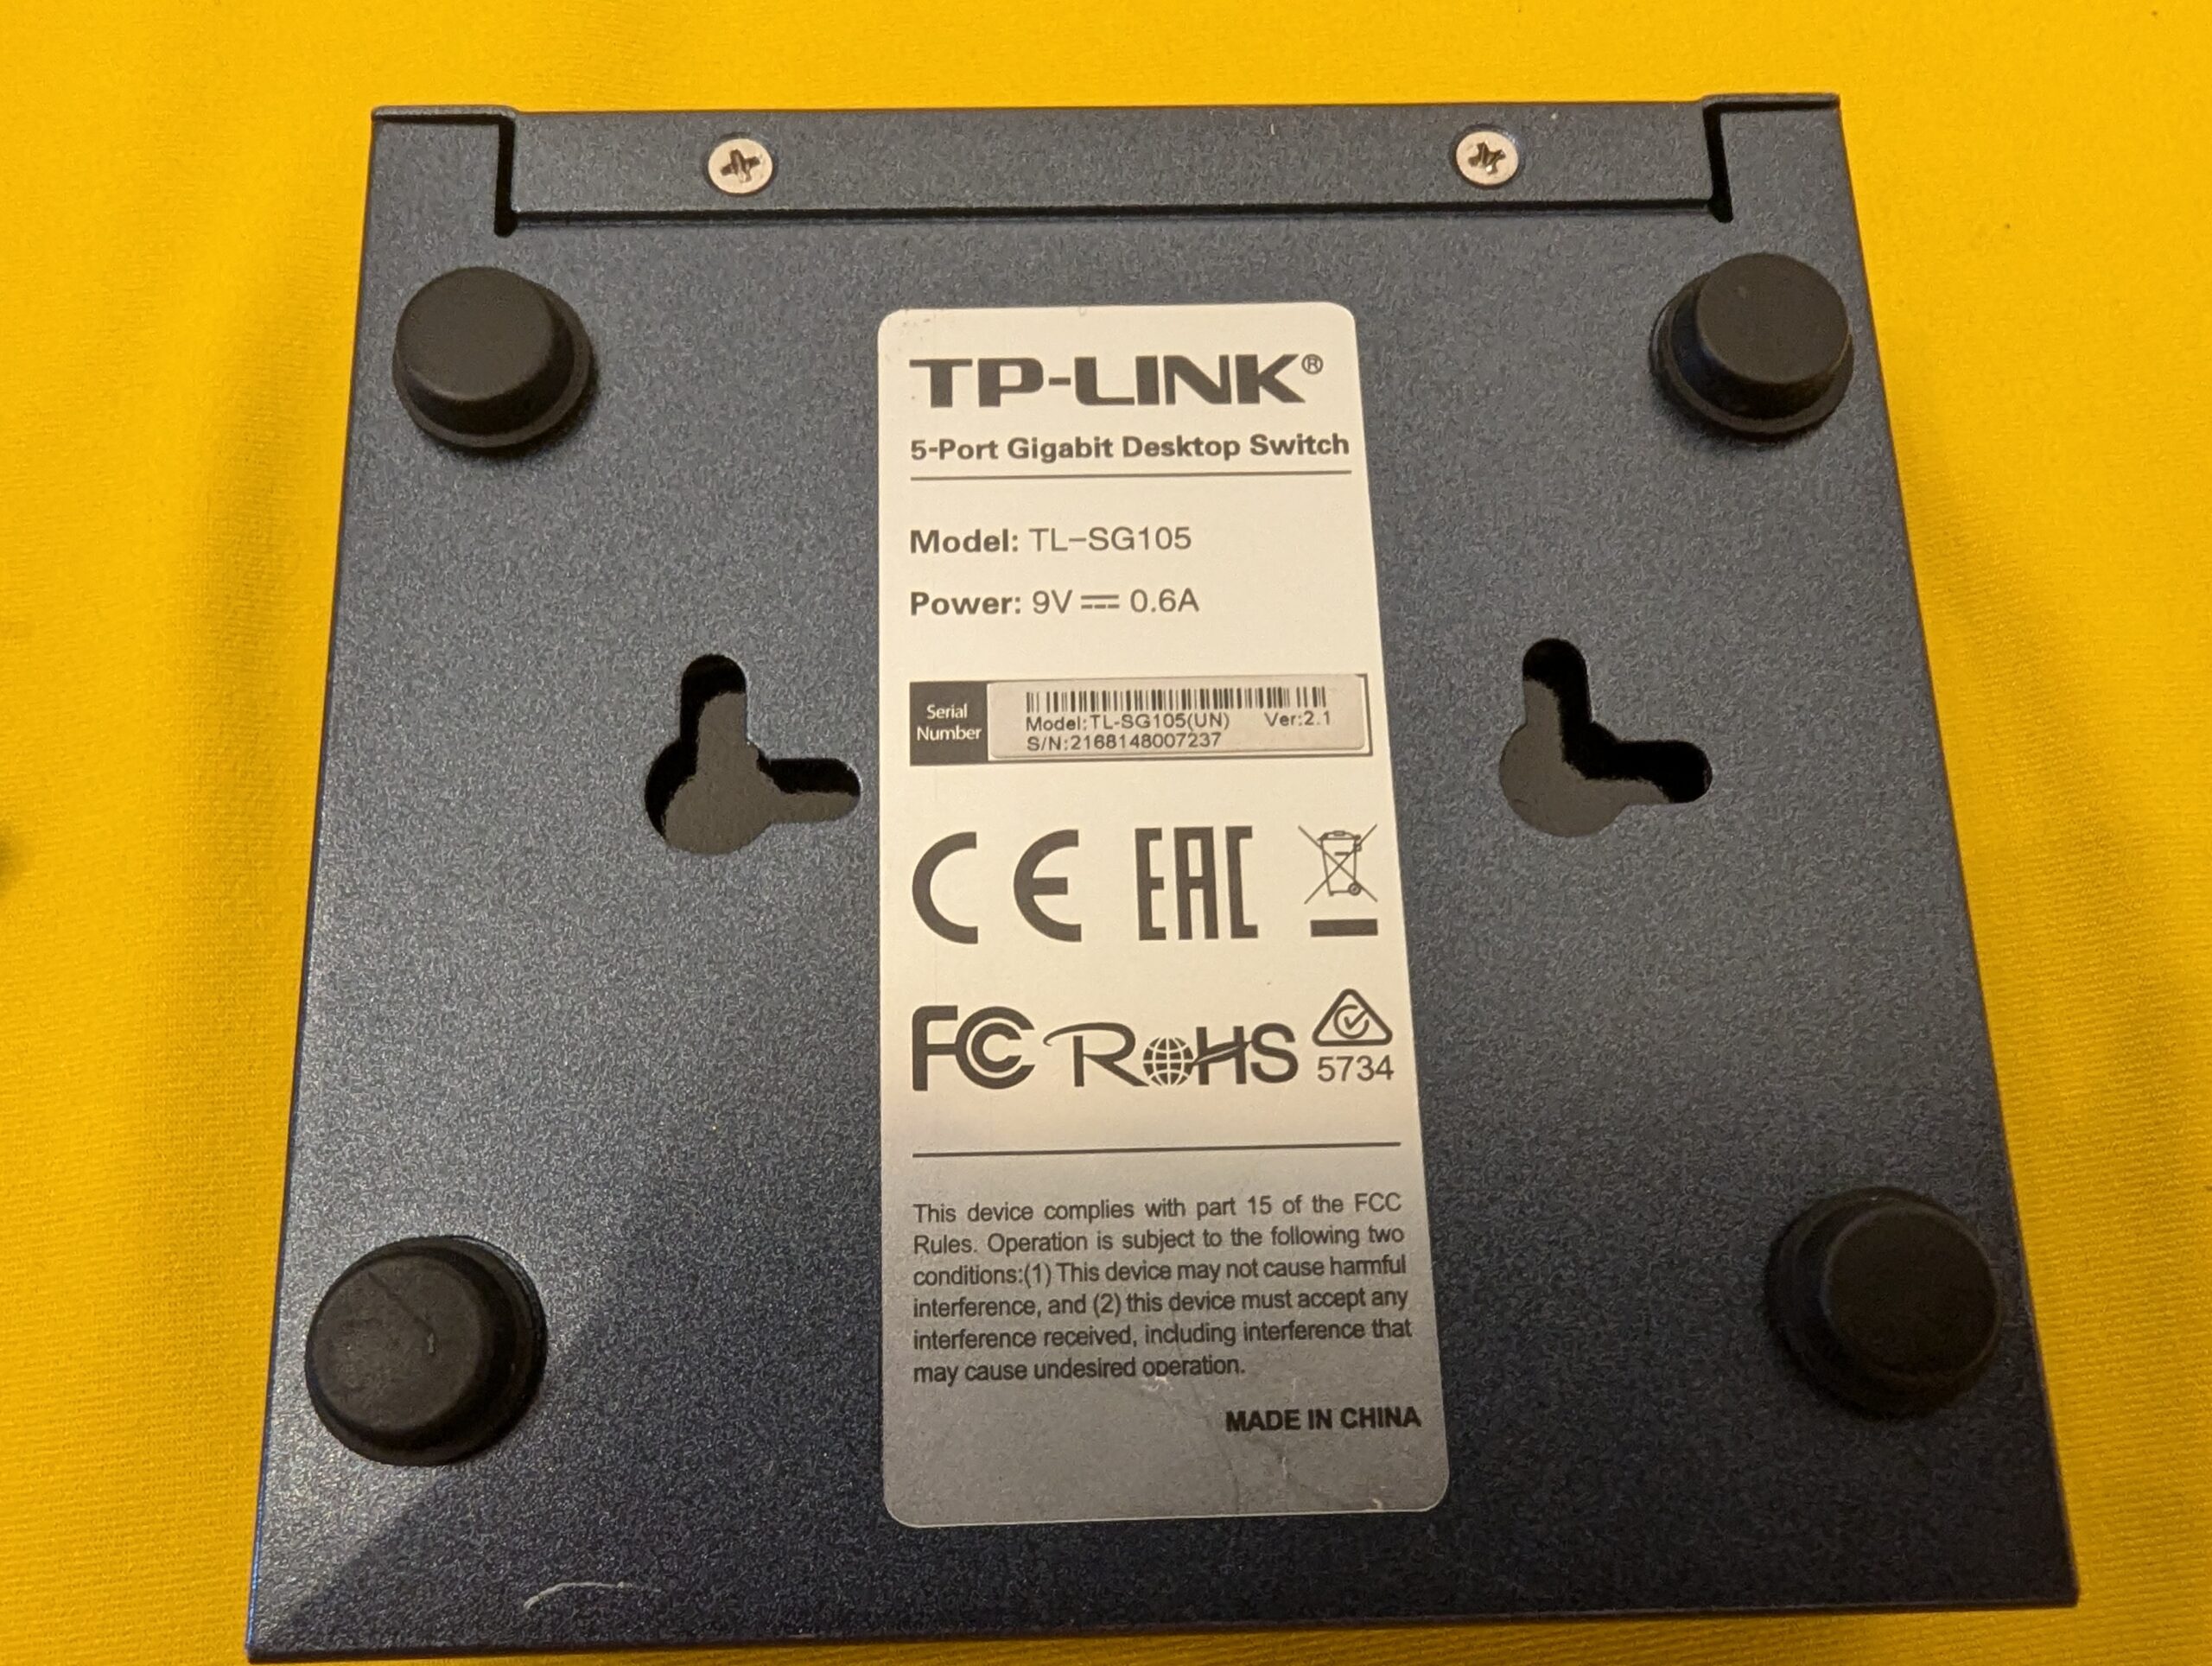 TP-LINK®
5-Port Gigabit Desktop Switch
Model: TL-SG105
Power: 9V ⎓ 0.6A
Serial
Number
Model:TL-SG105(UN) Ver:2.1
S/N:2168148007237
CE EAC
FC RoHS
5734
This device complies with part 15 of the FCC
Rules. Operation is subject to the following two
conditions:(1) This device may not cause harmful
interference, and (2) this device must accept any
interference received, including interference that
may cause undesired operation.
MADE IN CHINA